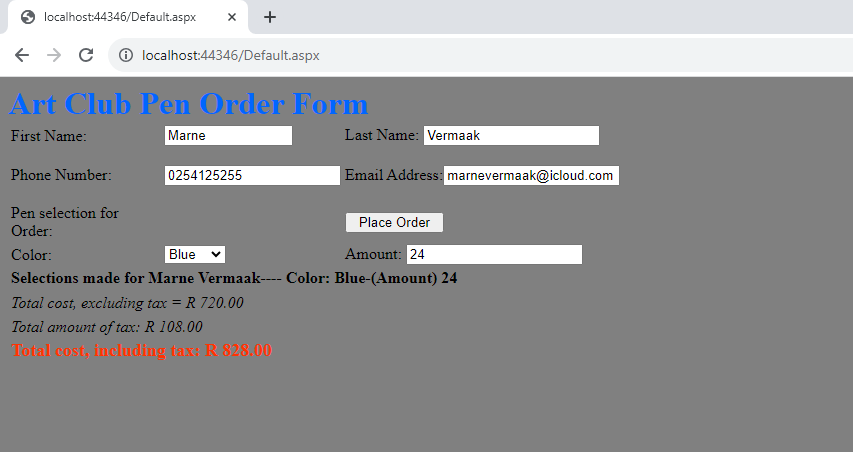 localhost:44346/Default.aspx
localhost:44346/Default.aspx
Art Club Pen Order Form
First Name: Marne Last Name: Vermaak
Phone Number: 0254125255 Email Address: marnevermaak@icloud.com
Pen selection for
Order:
Place Order
Color: Blue Amount: 24
Selections made for Marne Vermaak---- Color: Blue-(Amount) 24
Total cost, excluding tax = R 720.00
Total amount of tax: R 108.00
Total cost, including tax: R 828.00